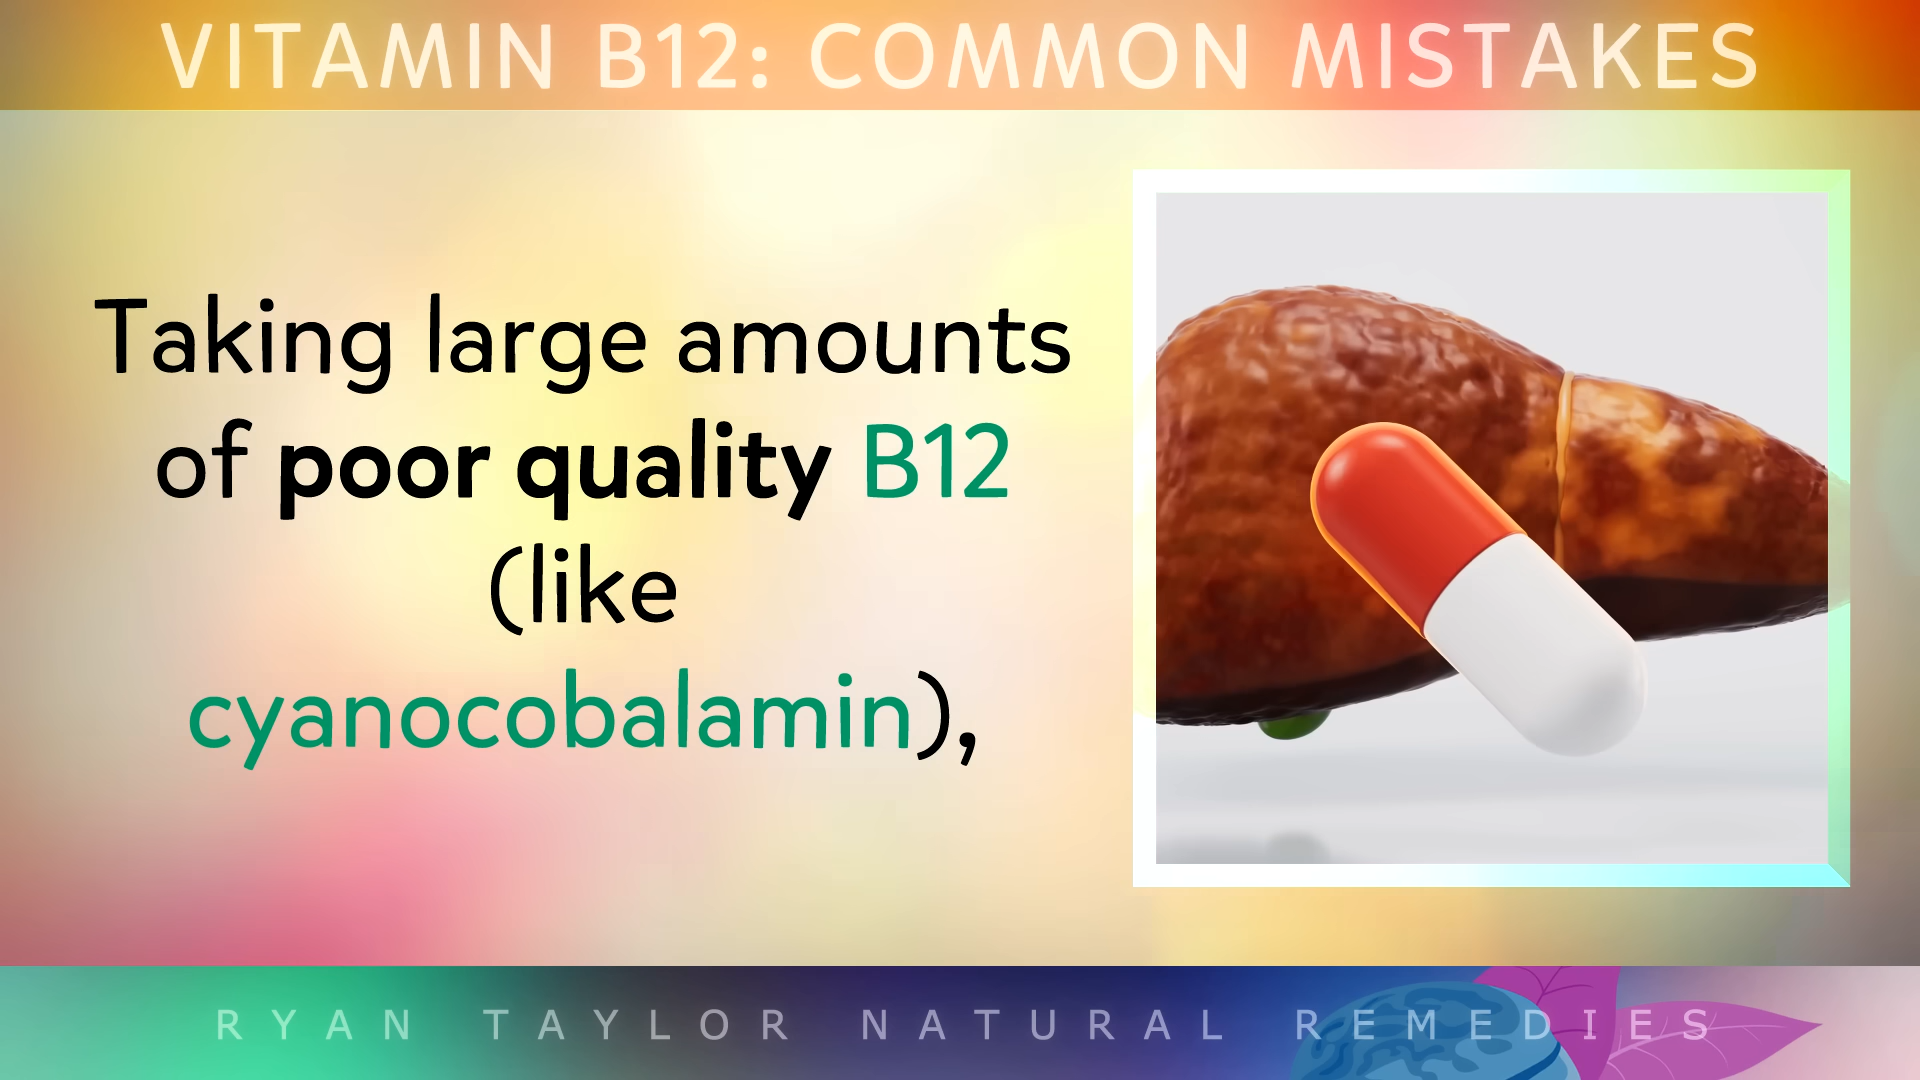 VITAMIN B12: COMMON MISTAKES
Taking large amounts
of poor quality B12
(like
cyanocobalamin),
RYAN TAYLOR NATURAL REMEDIES